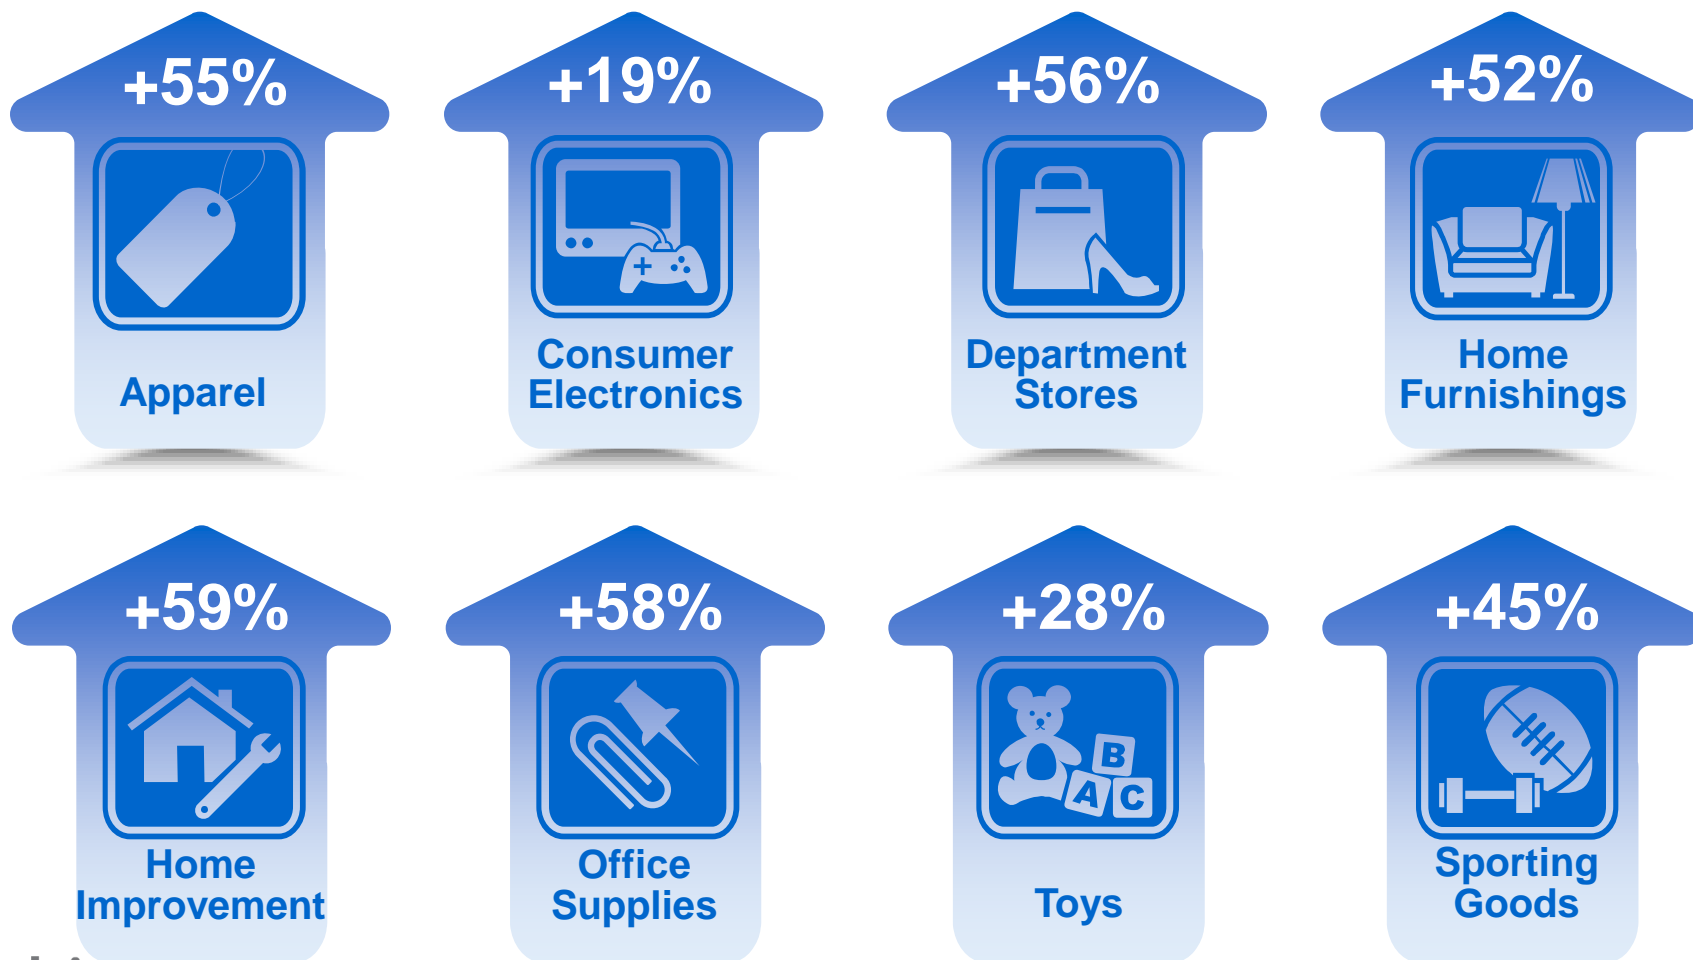 +55%
+19%
+56%
+52%
Apparel
Consumer
Electronics
Department
Stores
Home
Furnishings
+59%
+58%
+28%
+45%
B
A C
Home
Improvement
Office
Supplies
Toys
Sporting
Goods